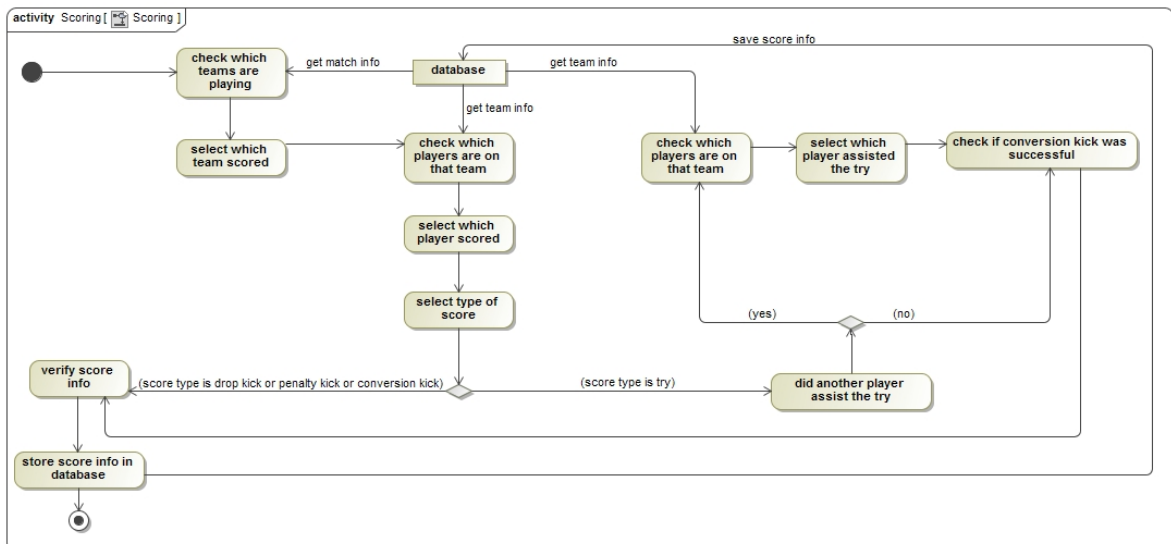 activity Scoring [ Scoring ]
save score info
check which
teams are
playing
get match info
database
get team info
get team info
select which
team scored
check which
players are on
that team
check which
players are on
that team
select which
player assisted
the try
check if conversion kick was
successful
select which
player scored
select type of
score
(yes)
(no)
verify score
info
(score type is drop kick or penalty kick or conversion kick)
(score type is try)
did another player
assist the try
store score info in
database